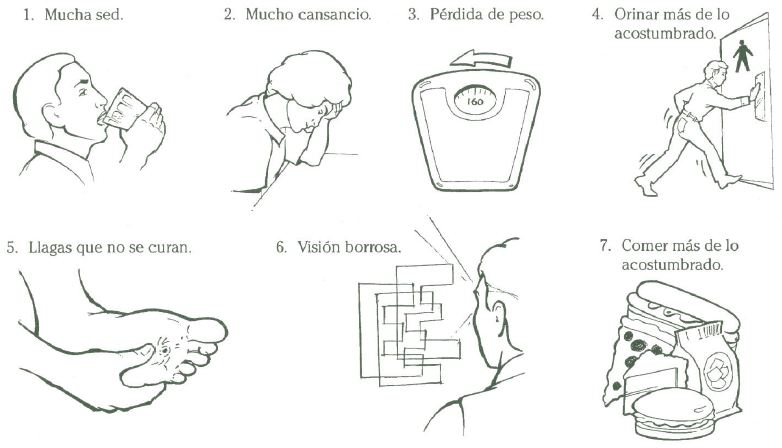 1. Mucha sed.
2. Mucho cansancio.
3. Pérdida de peso.
4. Orinar más de lo
acostumbrado.
160
5. Llagas que no se curan.
6. Visión borrosa.
7. Comer más de lo
acostumbrado.